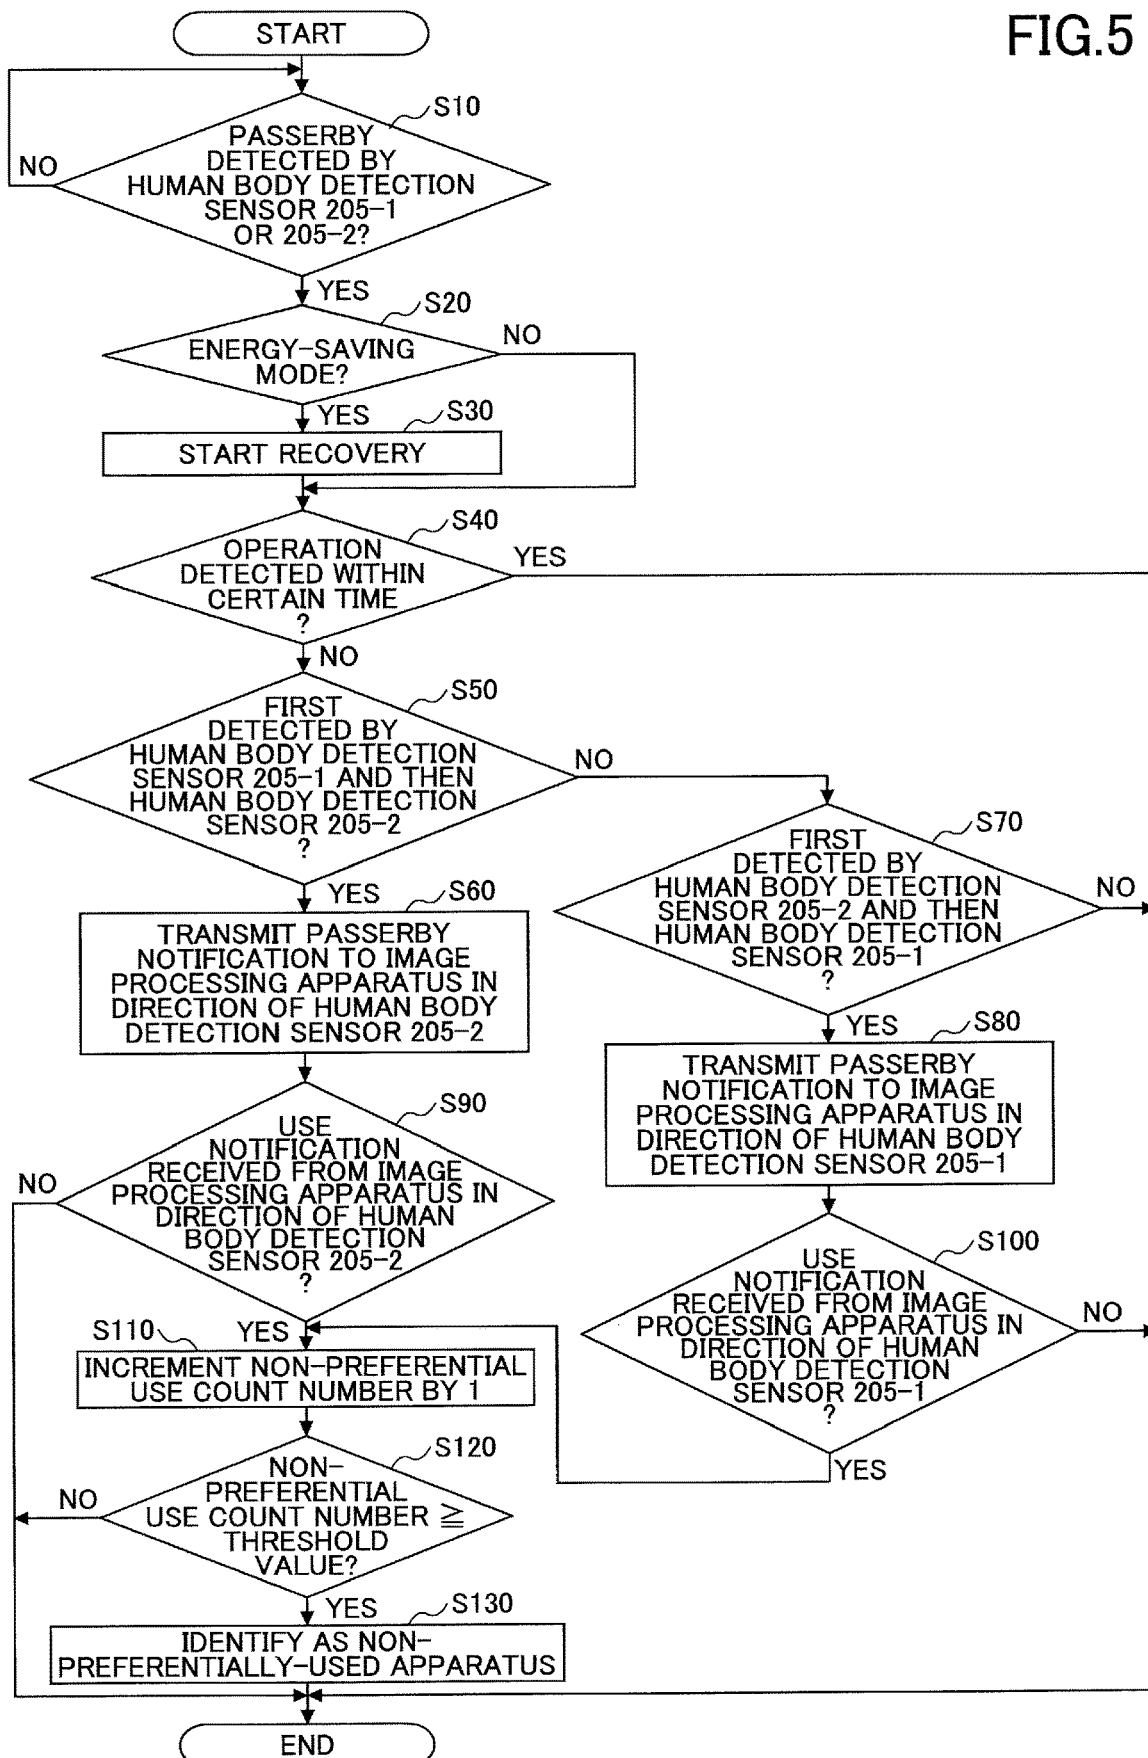 FIG.5
START
S10
PASSERBY
DETECTED BY
HUMAN BODY DETECTION
SENSOR 205-1
OR 205-2?
NO
YES
S20
ENERGY-SAVING
MODE?
NO
YES
S30
START RECOVERY
S40
OPERATION
DETECTED WITHIN
CERTAIN TIME
?
YES
NO
S50
FIRST
DETECTED BY
HUMAN BODY DETECTION
SENSOR 205-1 AND THEN
HUMAN BODY DETECTION
SENSOR 205-2
?
NO
YES
S60
TRANSMIT PASSERBY
NOTIFICATION TO IMAGE
PROCESSING APPARATUS IN
DIRECTION OF HUMAN BODY
DETECTION SENSOR 205-2
S70
FIRST
DETECTED BY
HUMAN BODY DETECTION
SENSOR 205-2 AND THEN
HUMAN BODY DETECTION
SENSOR 205-1
?
NO
YES
S80
TRANSMIT PASSERBY
NOTIFICATION TO IMAGE
PROCESSING APPARATUS IN
DIRECTION OF HUMAN BODY
DETECTION SENSOR 205-1
S90
USE
NOTIFICATION
RECEIVED FROM IMAGE
PROCESSING APPARATUS IN
DIRECTION OF HUMAN
BODY DETECTION
SENSOR 205-2
?
NO
YES
S100
USE
NOTIFICATION
RECEIVED FROM IMAGE
PROCESSING APPARATUS IN
DIRECTION OF HUMAN
BODY DETECTION
SENSOR 205-1
?
NO
YES
S110
INCREMENT NON-PREFERENTIAL
USE COUNT NUMBER BY 1
S120
NON-
PREFERENTIAL
USE COUNT NUMBER ≧
THRESHOLD
VALUE?
NO
YES
S130
IDENTIFY AS NON-
PREFERENTIALLY-USED APPARATUS
END